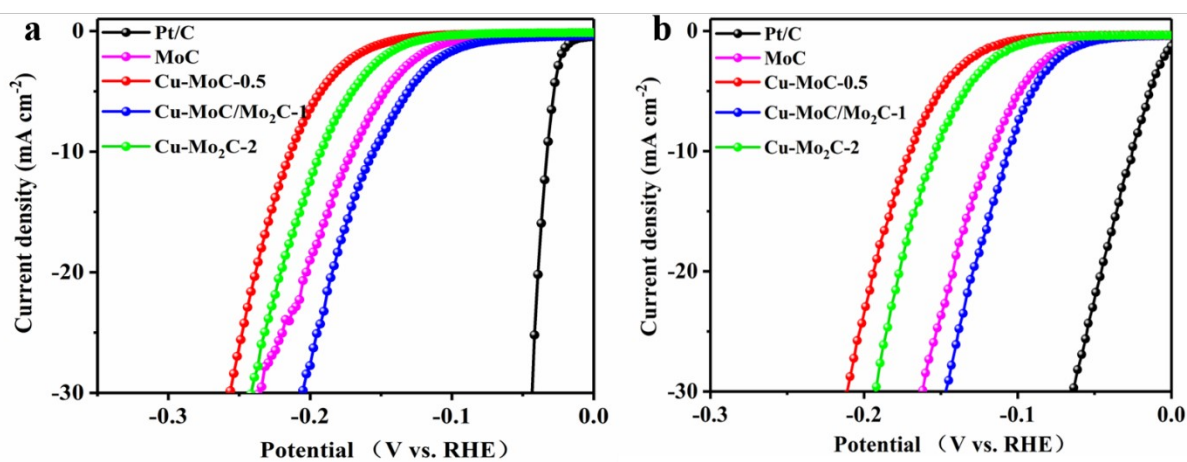 a
Pt/C
MoC
Cu-MoC-0.5
Cu-MoC/Mo₂C-1
Cu-Mo₂C-2
0
-10
-20
-30
Current density (mA cm⁻²)
-0.3
-0.2
-0.1
0.0
Potential （V vs. RHE)
b
Pt/C
MoC
Cu-MoC-0.5
Cu-MoC/Mo₂C-1
Cu-Mo₂C-2
0
-10
-20
-30
Current density (mA cm⁻²)
-0.3
-0.2
-0.1
0.0
Potential （V vs. RHE)